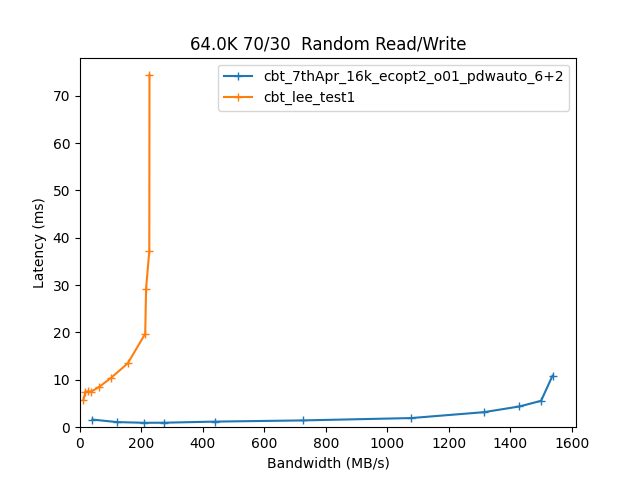 64.0K 70/30  Random Read/Write
cbt_7thApr_16k_ecopt2_o01_pdwauto_6+2
cbt_lee_test1
Latency (ms)
70
60
50
40
30
20
10
0
0 200 400 600 800 1000 1200 1400 1600
Bandwidth (MB/s)